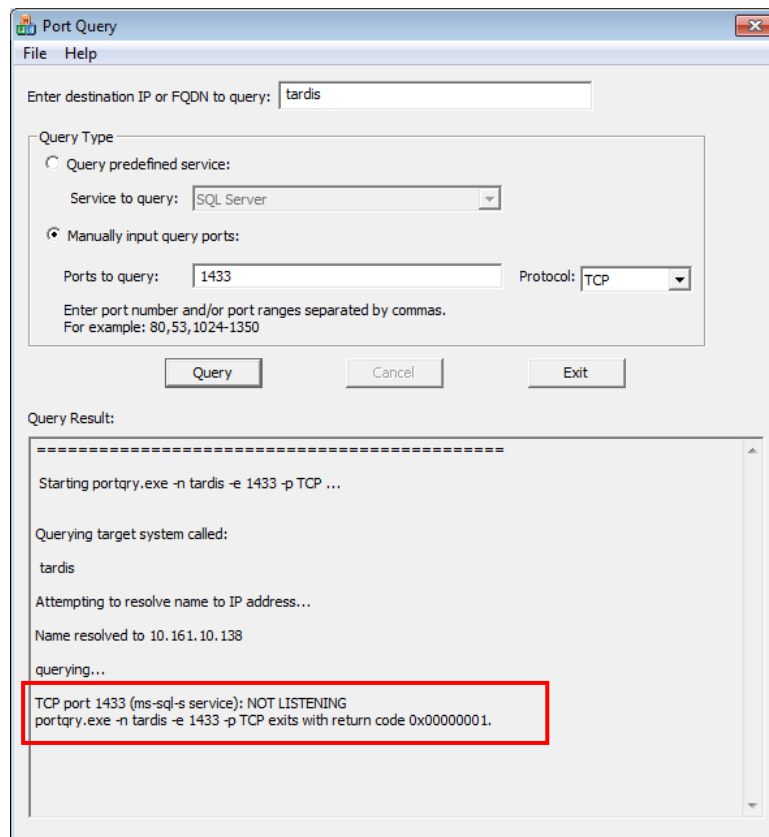 Port Query
File Help
Enter destination IP or FQDN to query: tardis
Query Type
Query predefined service:
Service to query: SQL Server
Manually input query ports:
Ports to query: 1433 Protocol: TCP
Enter port number and/or port ranges separated by commas.
For example: 80,53,1024-1350
Query Cancel Exit
Query Result:
=============================================
Starting portqry.exe -n tardis -e 1433 -p TCP ...
Querying target system called:
tardis
Attempting to resolve name to IP address...
Name resolved to 10.161.10.138
querying...
TCP port 1433 (ms-sql-s service): NOT LISTENING
portqry.exe -n tardis -e 1433 -p TCP exits with return code 0x00000001.